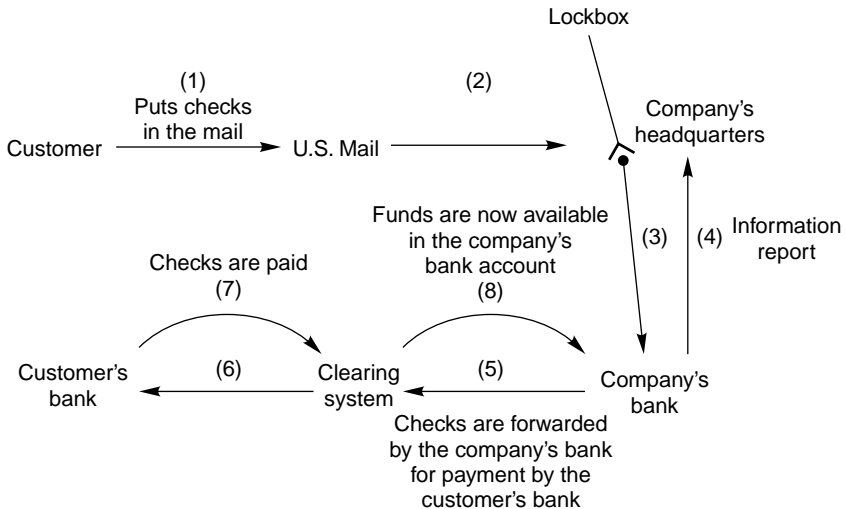 Lockbox
(1)
Puts checks
in the mail
(2)
Company’s
headquarters
Customer
U.S. Mail
Funds are now available
in the company’s
bank account
(3)
(4)
Information
report
Checks are paid
(7)
(8)
Customer’s
bank
(6)
Clearing
system
(5)
Company’s
bank
Checks are forwarded
by the company’s bank
for payment by the
customer’s bank